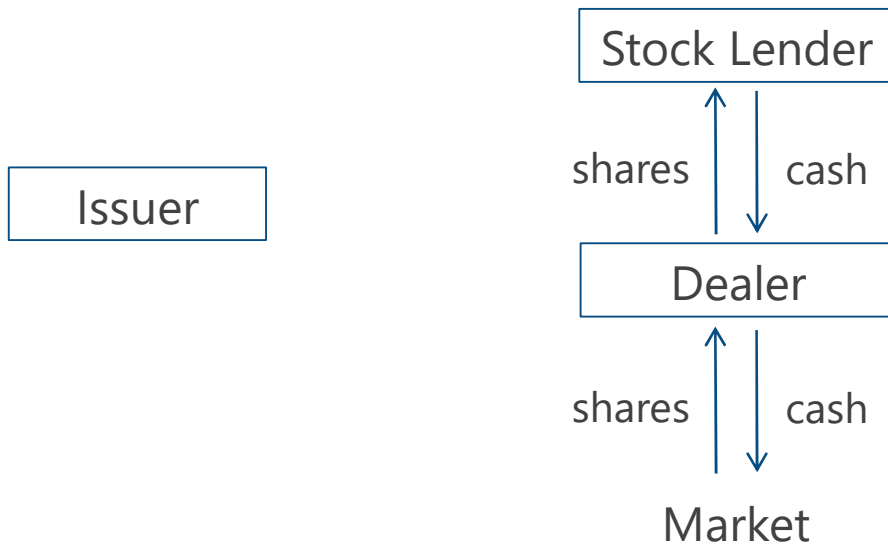 Stock Lender
shares
cash
Issuer
Dealer
shares
cash
Market